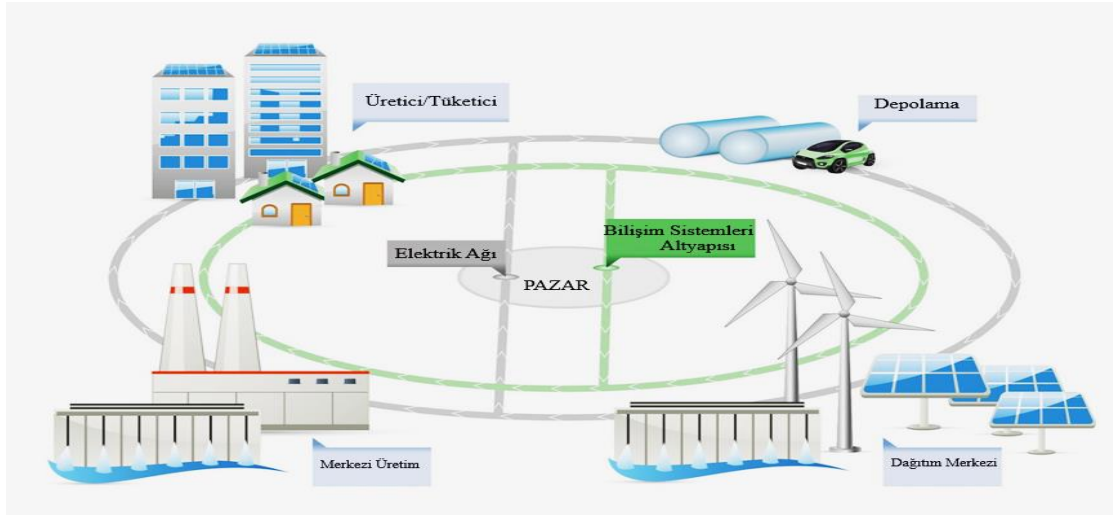 Üretici/Tüketici
Depolama
Bilişim Sistemleri
Altyapısı
Elektrik Ağı
PAZAR
Merkezi Üretim
Dağıtım Merkezi